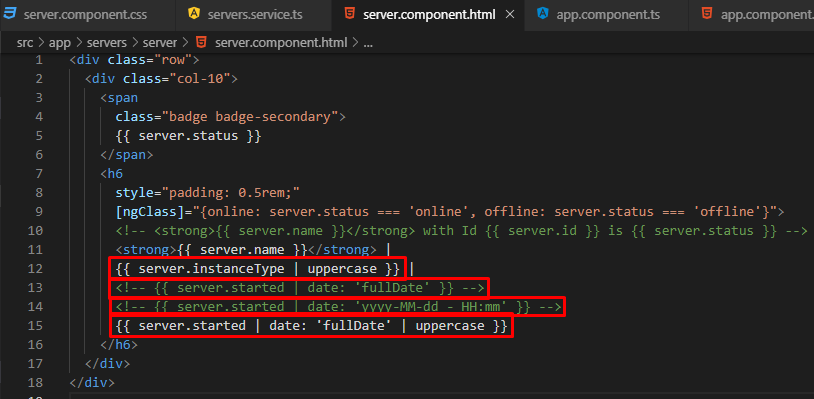 server.component.css servers.service.ts server.component.html app.component.ts app.component.
src > app > servers > server > server.component.html > ...
1 <div class="row">
2 <div class="col-10">
3 <span
4 class="badge badge-secondary">
5 {{ server.status }}
6 </span>
7 <h6
8 style="padding: 0.5rem;"
9 [ngClass]="{online: server.status === 'online', offline: server.status === 'offline'}">
10 <!-- <strong>{{ server.name }}</strong> with Id {{ server.id }} is {{ server.status }} -->
11 <strong>{{ server.name }}</strong> |
12 {{ server.instanceType | uppercase }} |
13 <!-- {{ server.started | date: 'fullDate' }} -->
14 <!-- {{ server.started | date: 'yyyy-MM-dd - HH:mm' }} -->
15 {{ server.started | date: 'fullDate' | uppercase }}
16 </h6>
17 </div>
18 </div>